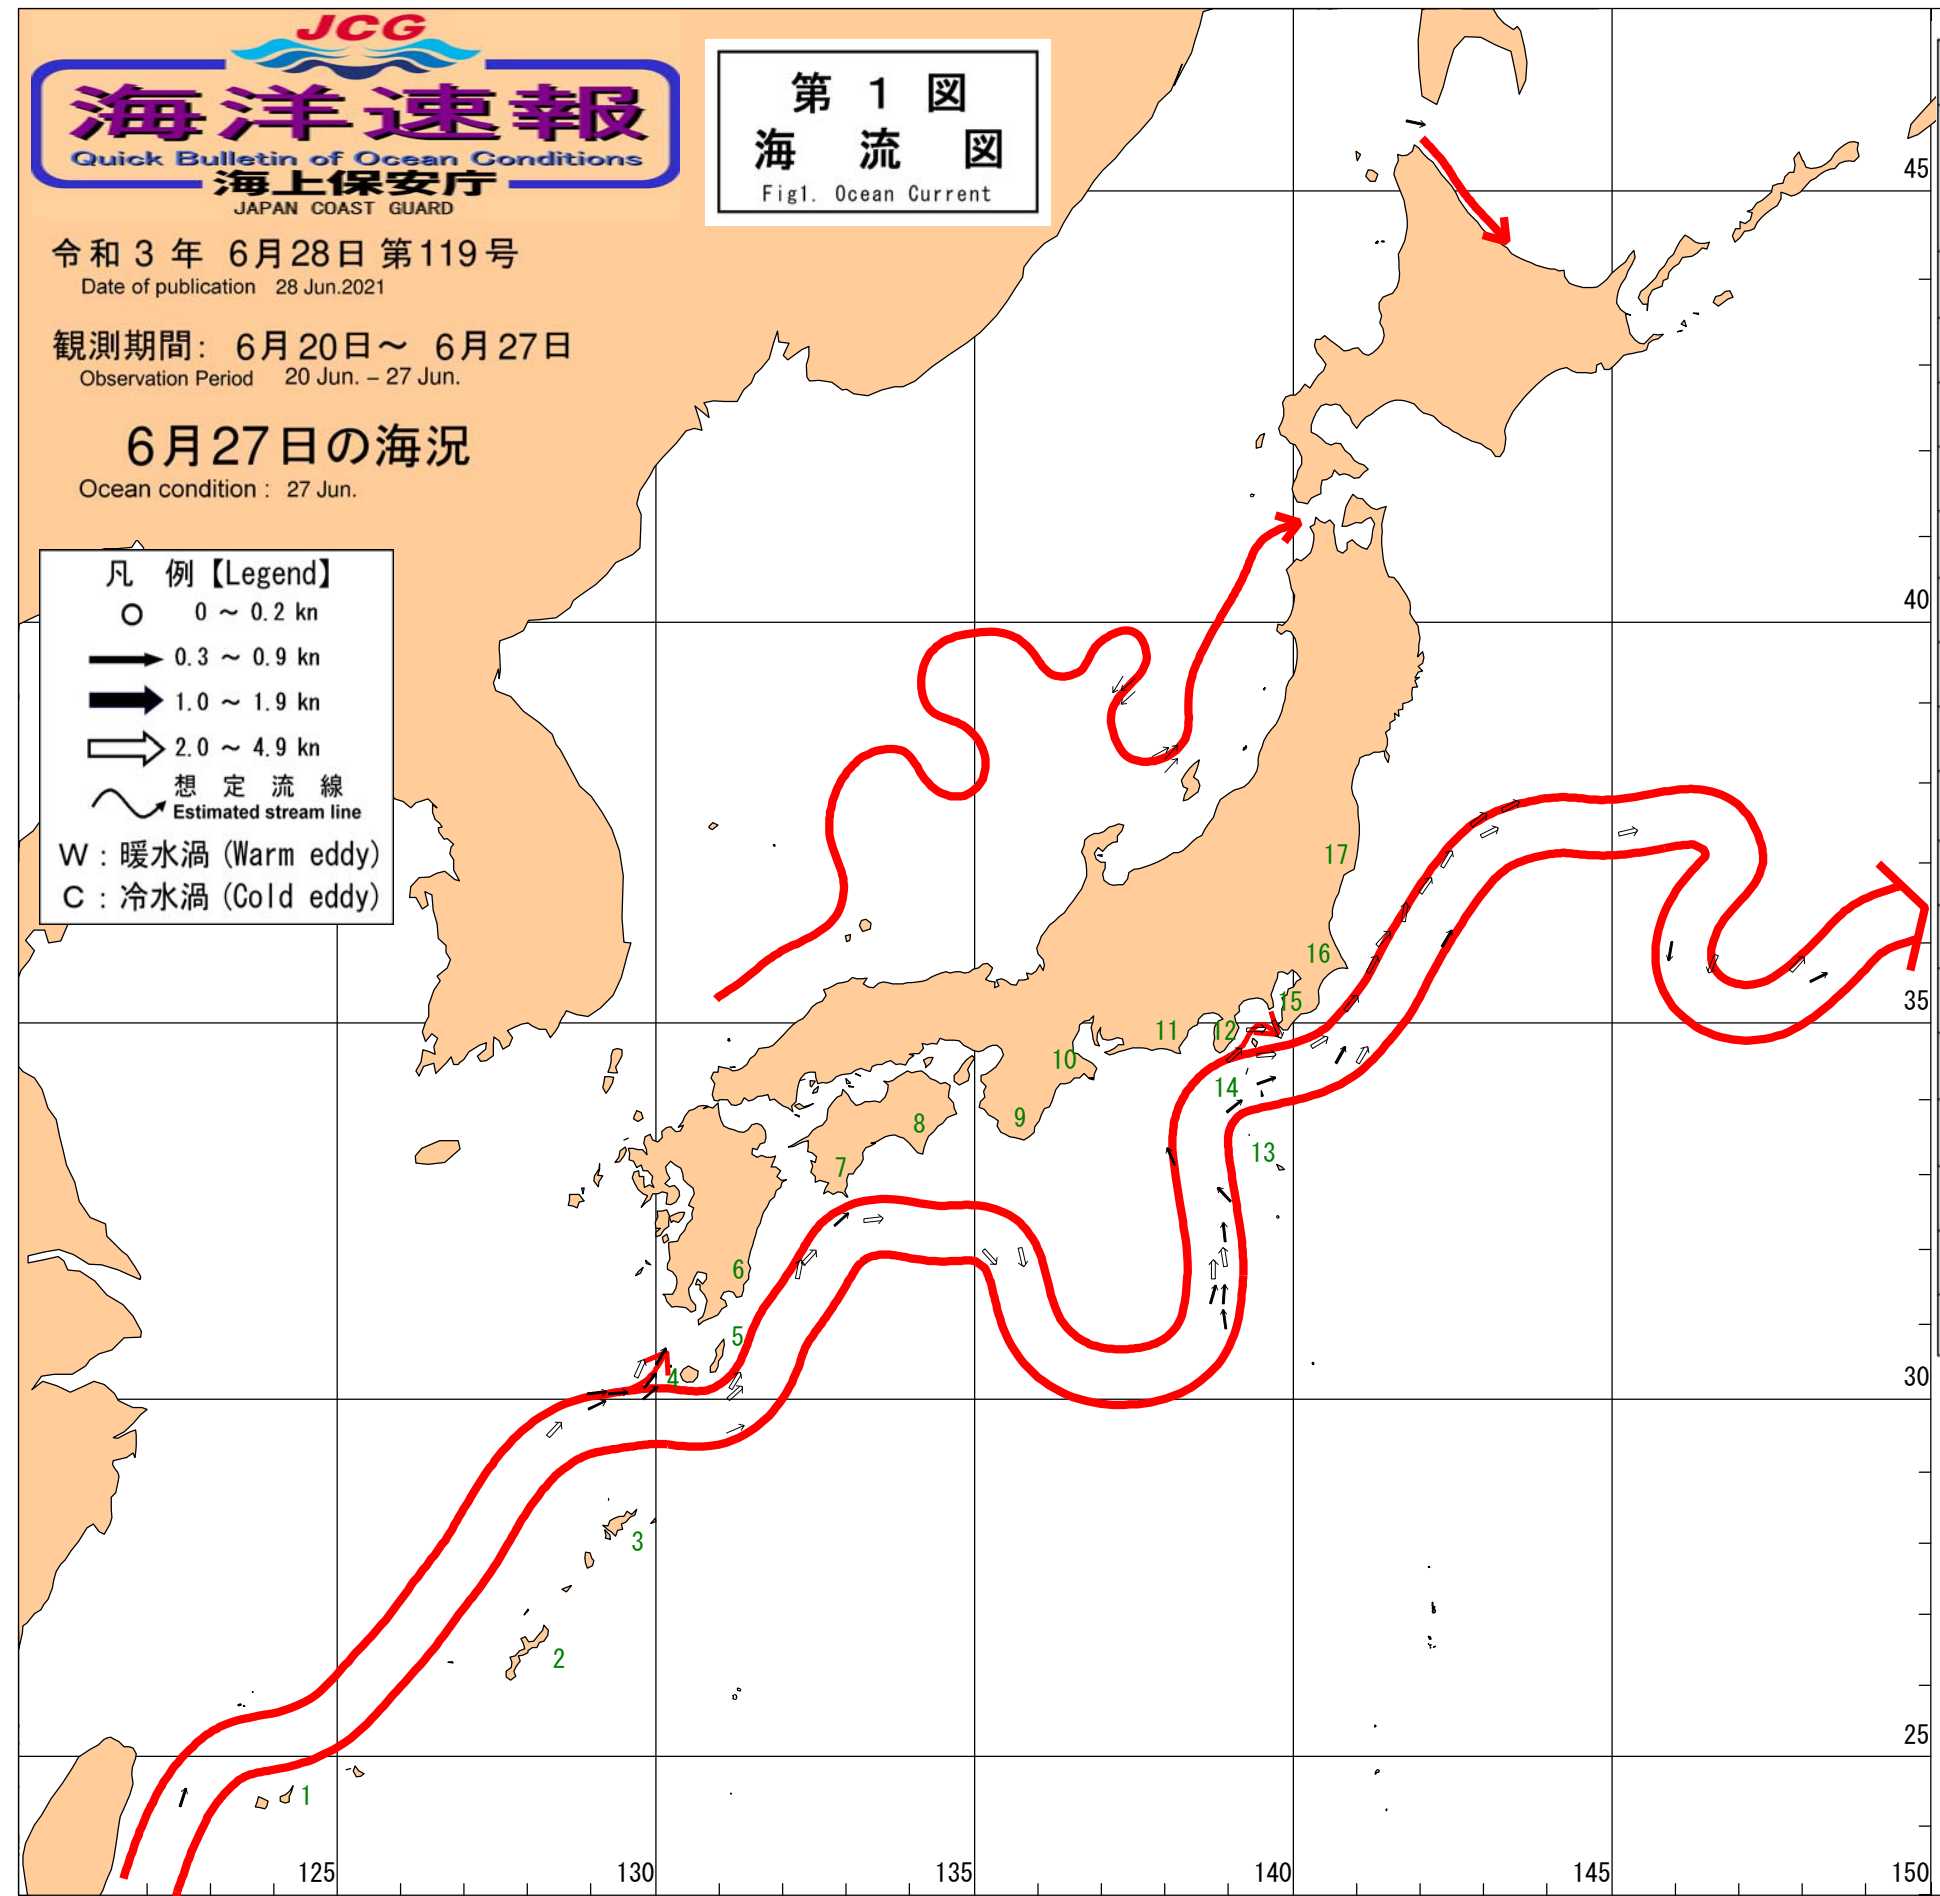 JCG
海洋速報
Quick Bulletin of Ocean Conditions
海上保安庁
JAPAN COAST GUARD
令和 3 年 6月28日 第119号
Date of publication 28 Jun.2021
観測期間: 6月20日～ 6月27日
Observation Period 20 Jun. – 27 Jun.
6月27日の海況
Ocean condition : 27 Jun.
第 1 図
海 流 図
Fig1. Ocean Current
凡 例【Legend】
0 ～ 0.2 kn
0.3 ～ 0.9 kn
1.0 ～ 1.9 kn
2.0 ～ 4.9 kn
想 定 流 線
Estimated stream line
W : 暖水渦 (Warm eddy)
C : 冷水渦 (Cold eddy)
45
40
17
16
35
15
12
11
10
14
9
8
13
7
6
5
4
30
3
2
25
1
125
130
135
140
145
150